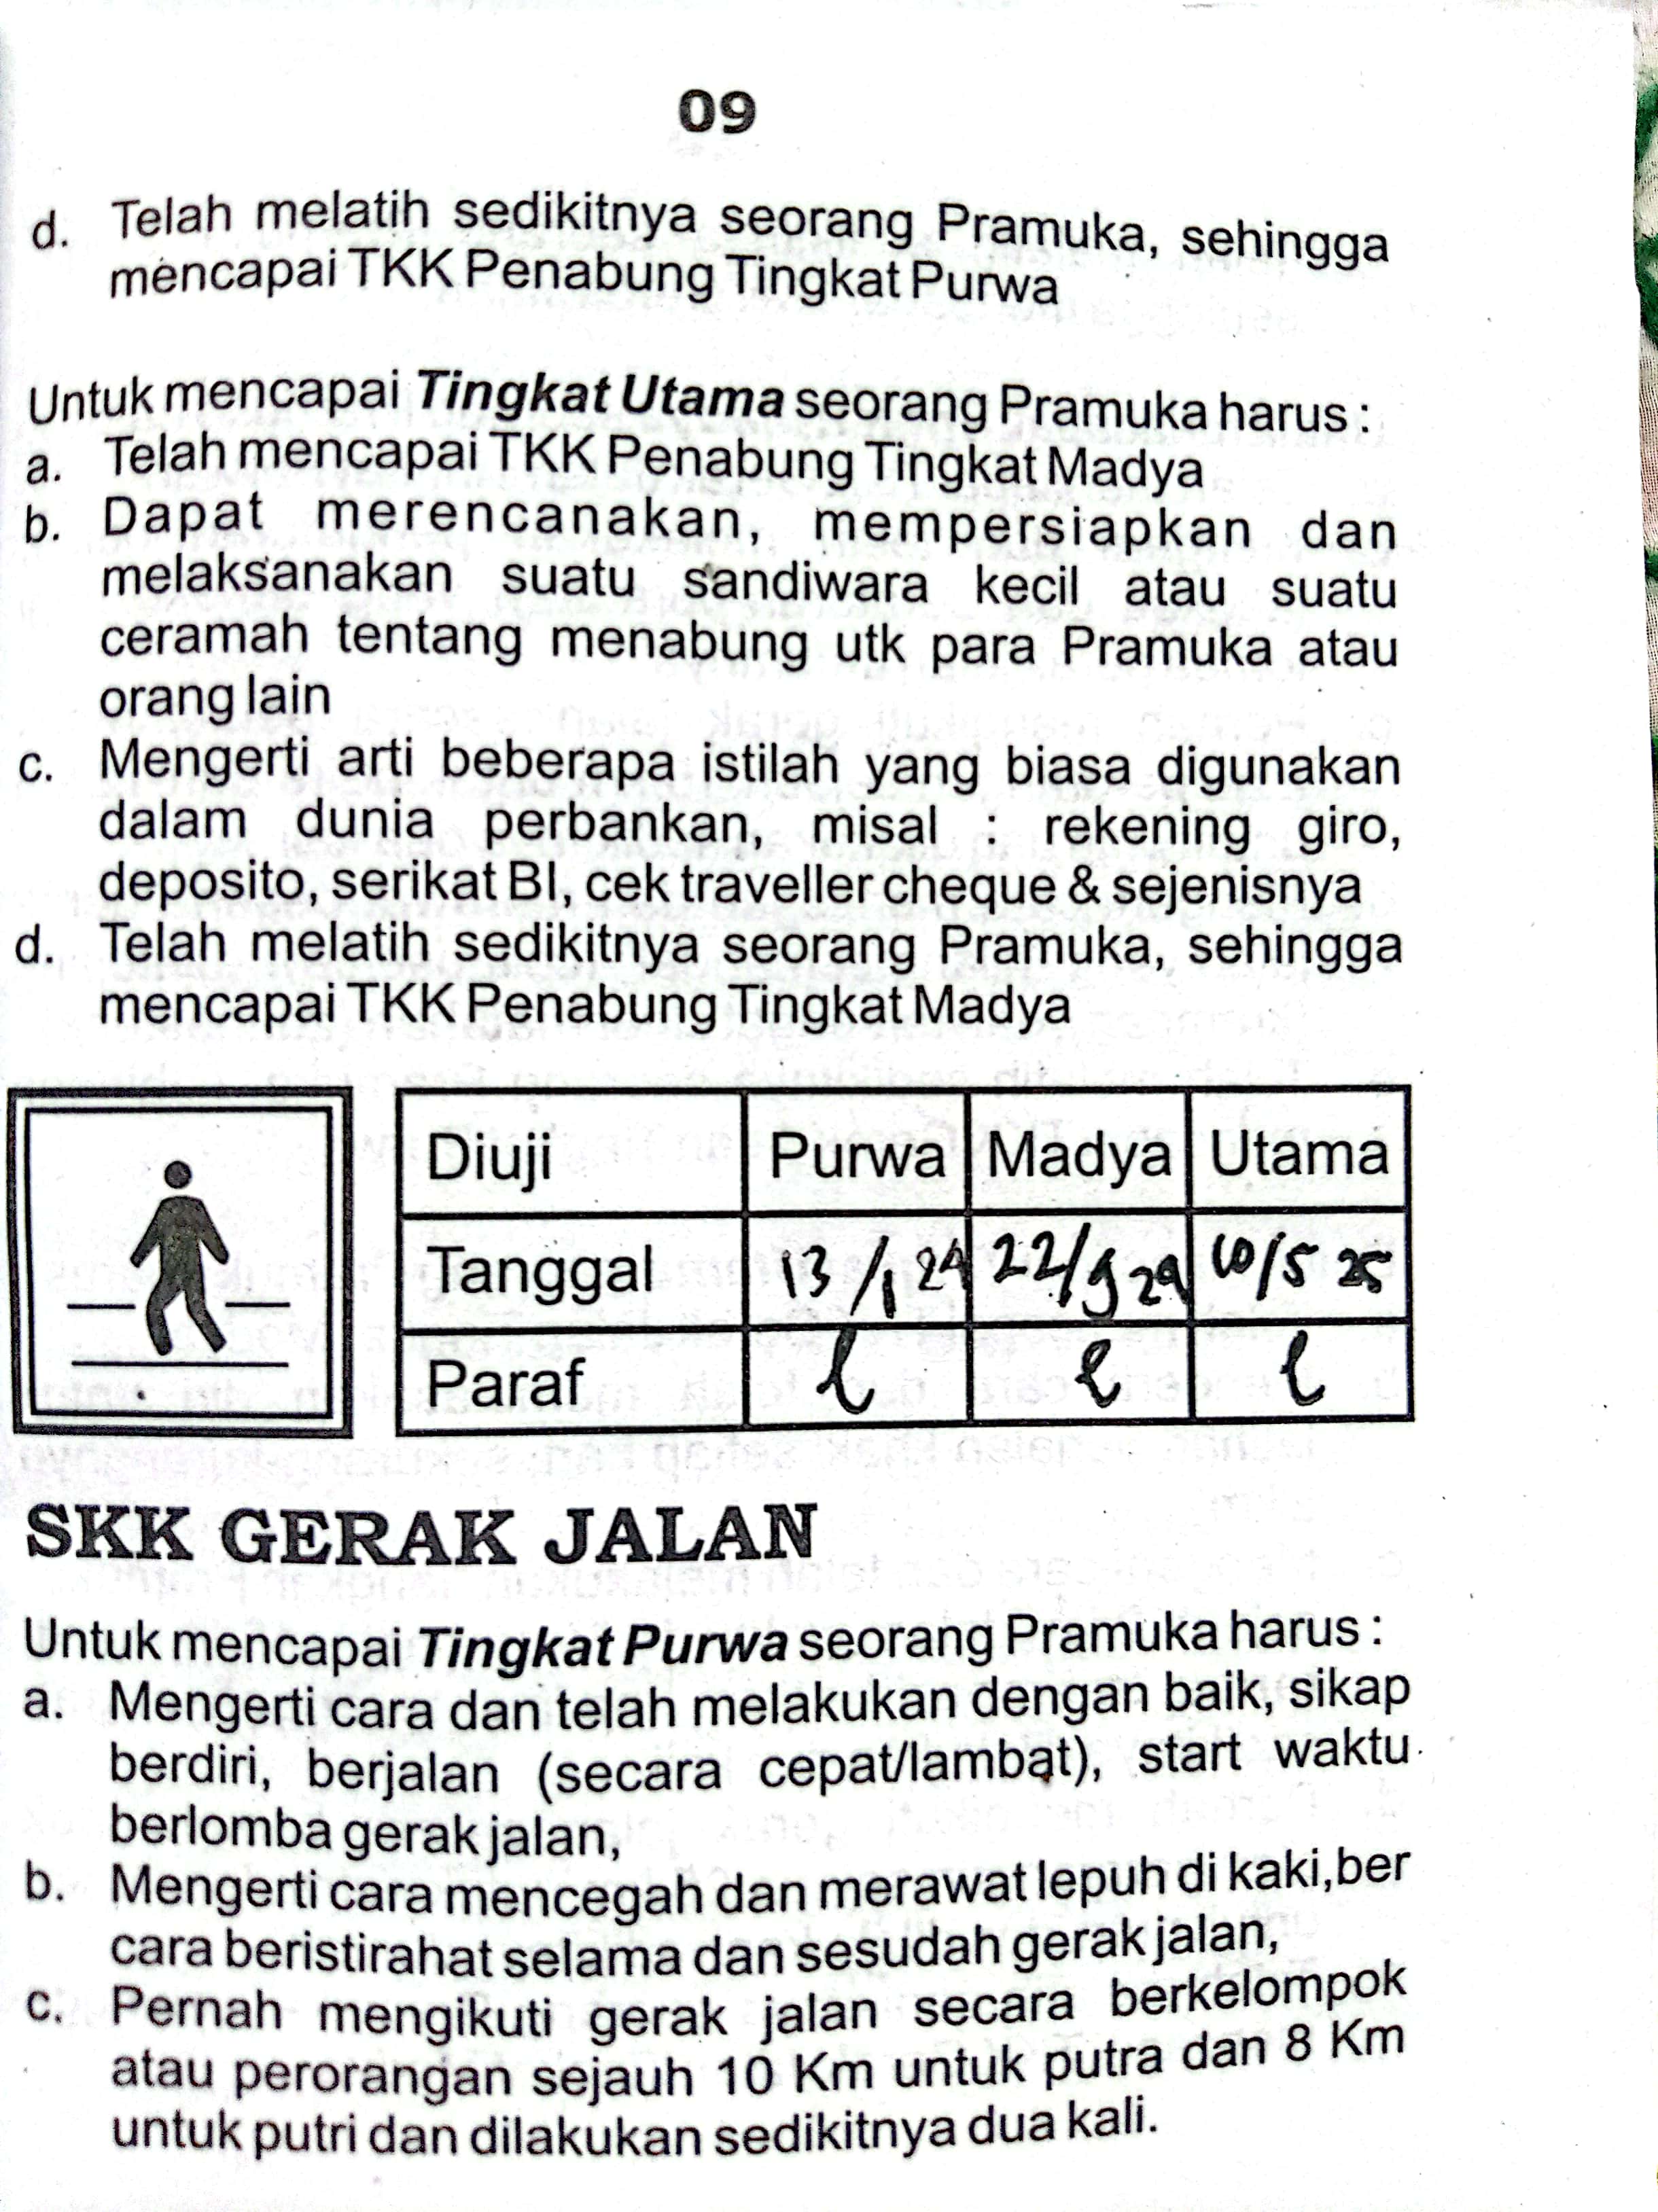 09
d. Telah melatih sedikitnya seorang Pramuka, sehingga
mencapai TKK Penabung Tingkat Purwa
Untuk mencapai Tingkat Utama seorang Pramuka harus :
a. Telah mencapai TKK Penabung Tingkat Madya
b. Dapat merencanakan, mempersiapkan dan
melaksanakan suatu sandiwara kecil atau suatu
ceramah tentang menabung utk para Pramuka atau
orang lain
c. Mengerti arti beberapa istilah yang biasa digunakan
dalam dunia perbankan, misal : rekening giro,
deposito, serikat BI, cek traveller cheque & sejenisnya
d. Telah melatih sedikitnya seorang Pramuka, sehingga
mencapai TKK Penabung Tingkat Madya
Diuji Purwa Madya Utama
Tanggal 13/1 24 22/9 24 10/5 25
Paraf
SKK GERAK JALAN
Untuk mencapai Tingkat Purwa seorang Pramuka harus :
a. Mengerti cara dan telah melakukan dengan baik, sikap
berdiri, berjalan (secara cepat/lambat), start waktu
berlomba gerak jalan,
b. Mengerti cara mencegah dan merawat lepuh di kaki,ber
cara beristirahat selama dan sesudah gerak jalan,
c. Pernah mengikuti gerak jalan secara berkelompok
atau perorangan sejauh 10 Km untuk putra dan 8 Km
untuk putri dan dilakukan sedikitnya dua kali.